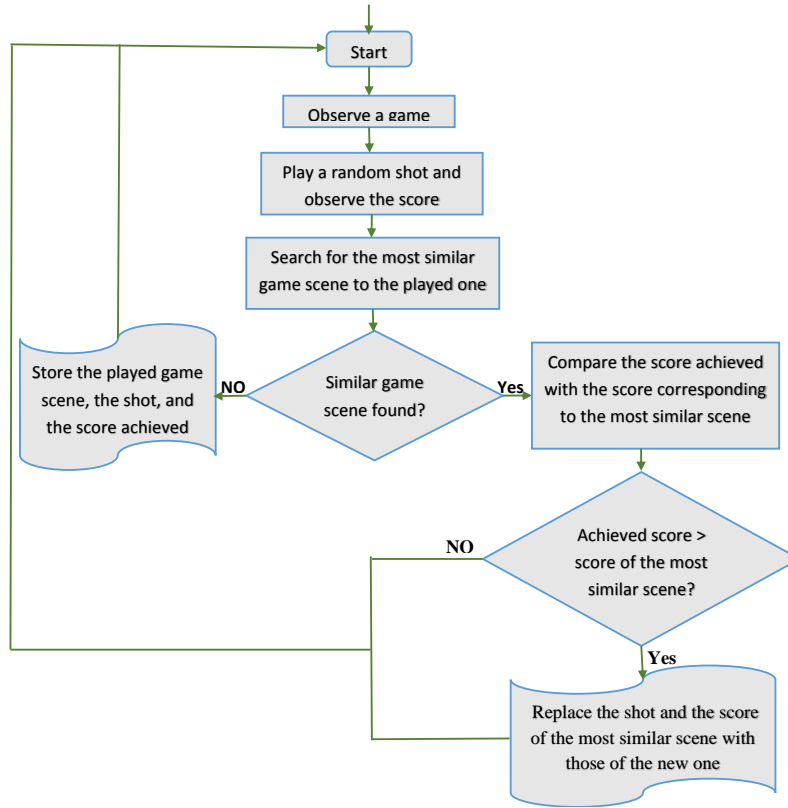 Start
Observe a game
Play a random shot and
observe the score
Search for the most similar
game scene to the played one
Similar game
scene found?
NO
Yes
Store the played game
scene, the shot, and
the score achieved
Compare the score achieved
with the score corresponding
to the most similar scene
Achieved score >
score of the most
similar scene?
NO
Yes
Replace the shot and the score
of the most similar scene with
those of the new one